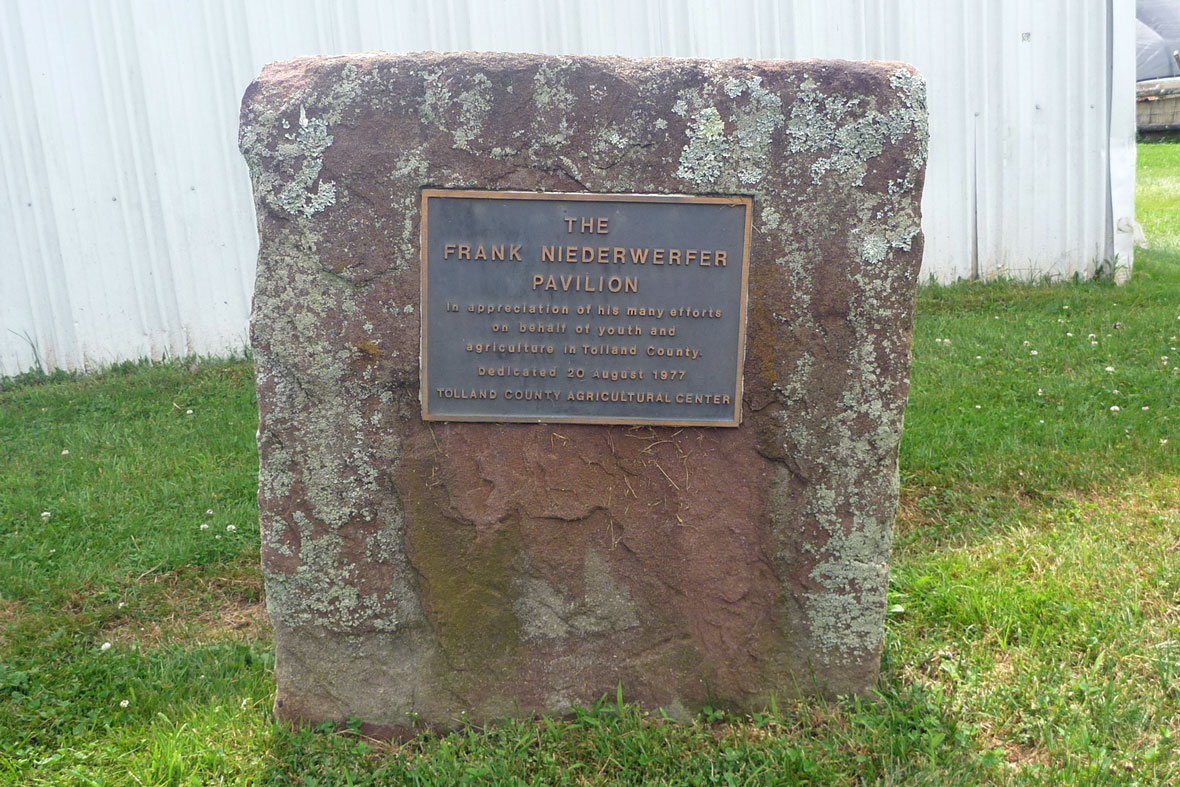 THE
FRANK NIEDERWERFER
PAVILION
In appreciation of his many efforts
on behalf of youth and
agriculture in Tolland County.
Dedicated 20 August 1977
TOLLAND COUNTY AGRICULTURAL CENTER